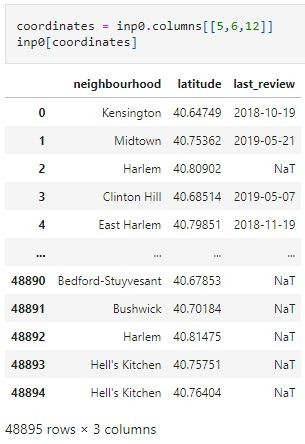 coordinates = inp0.columns[[5,6,12]]
inp0[coordinates]
neighbourhood latitude last_review
0 Kensington 40.64749 2018-10-19
1 Midtown 40.75362 2019-05-21
2 Harlem 40.80902 NaT
3 Clinton Hill 40.68514 2019-05-07
4 East Harlem 40.79851 2018-11-19
... ... ... ...
48890 Bedford-Stuyvesant 40.67853 NaT
48891 Bushwick 40.70184 NaT
48892 Harlem 40.81475 NaT
48893 Hell's Kitchen 40.75751 NaT
48894 Hell's Kitchen 40.76404 NaT
48895 rows × 3 columns